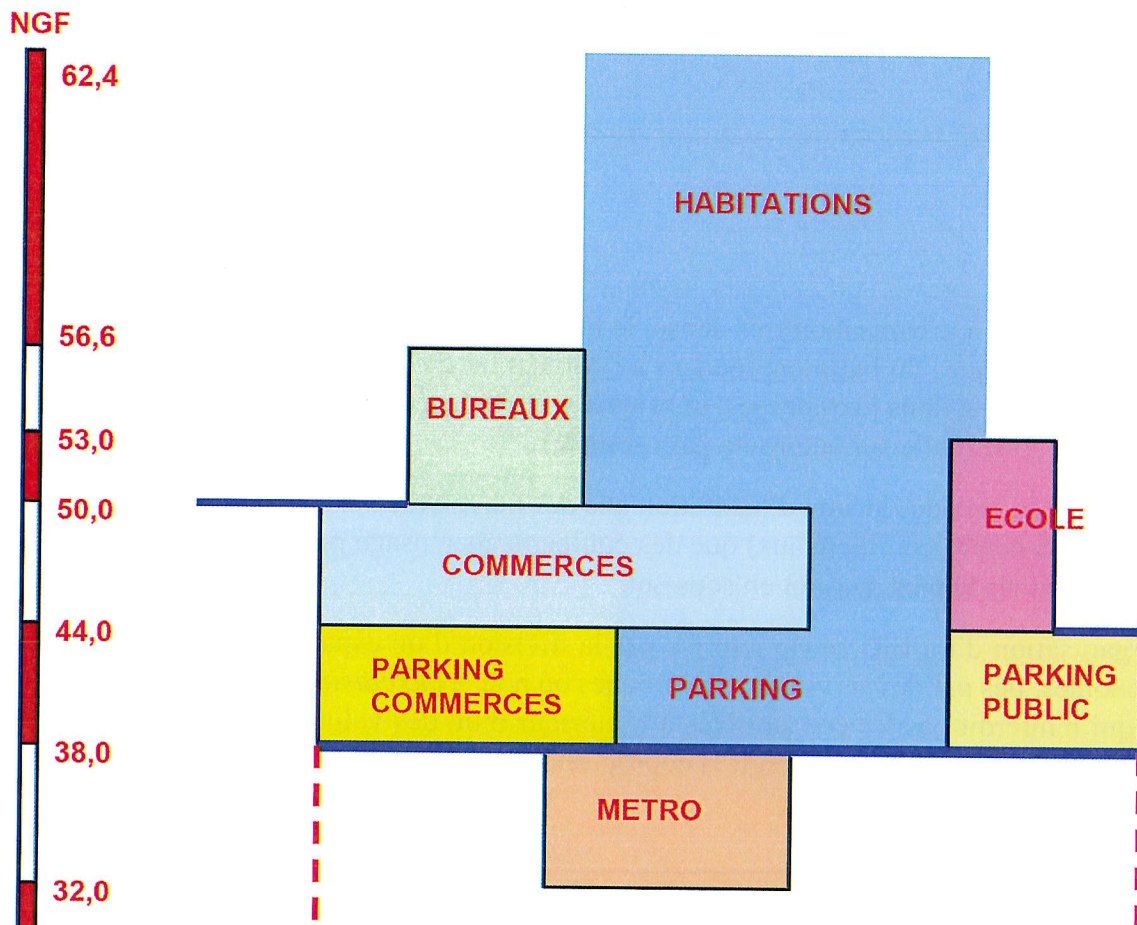 NGF
62,4
HABITATIONS
56,6
BUREAUX
53,0
50,0
ECOLE
COMMERCES
44,0
PARKING
COMMERCES
PARKING
PARKING
PUBLIC
38,0
METRO
32,0